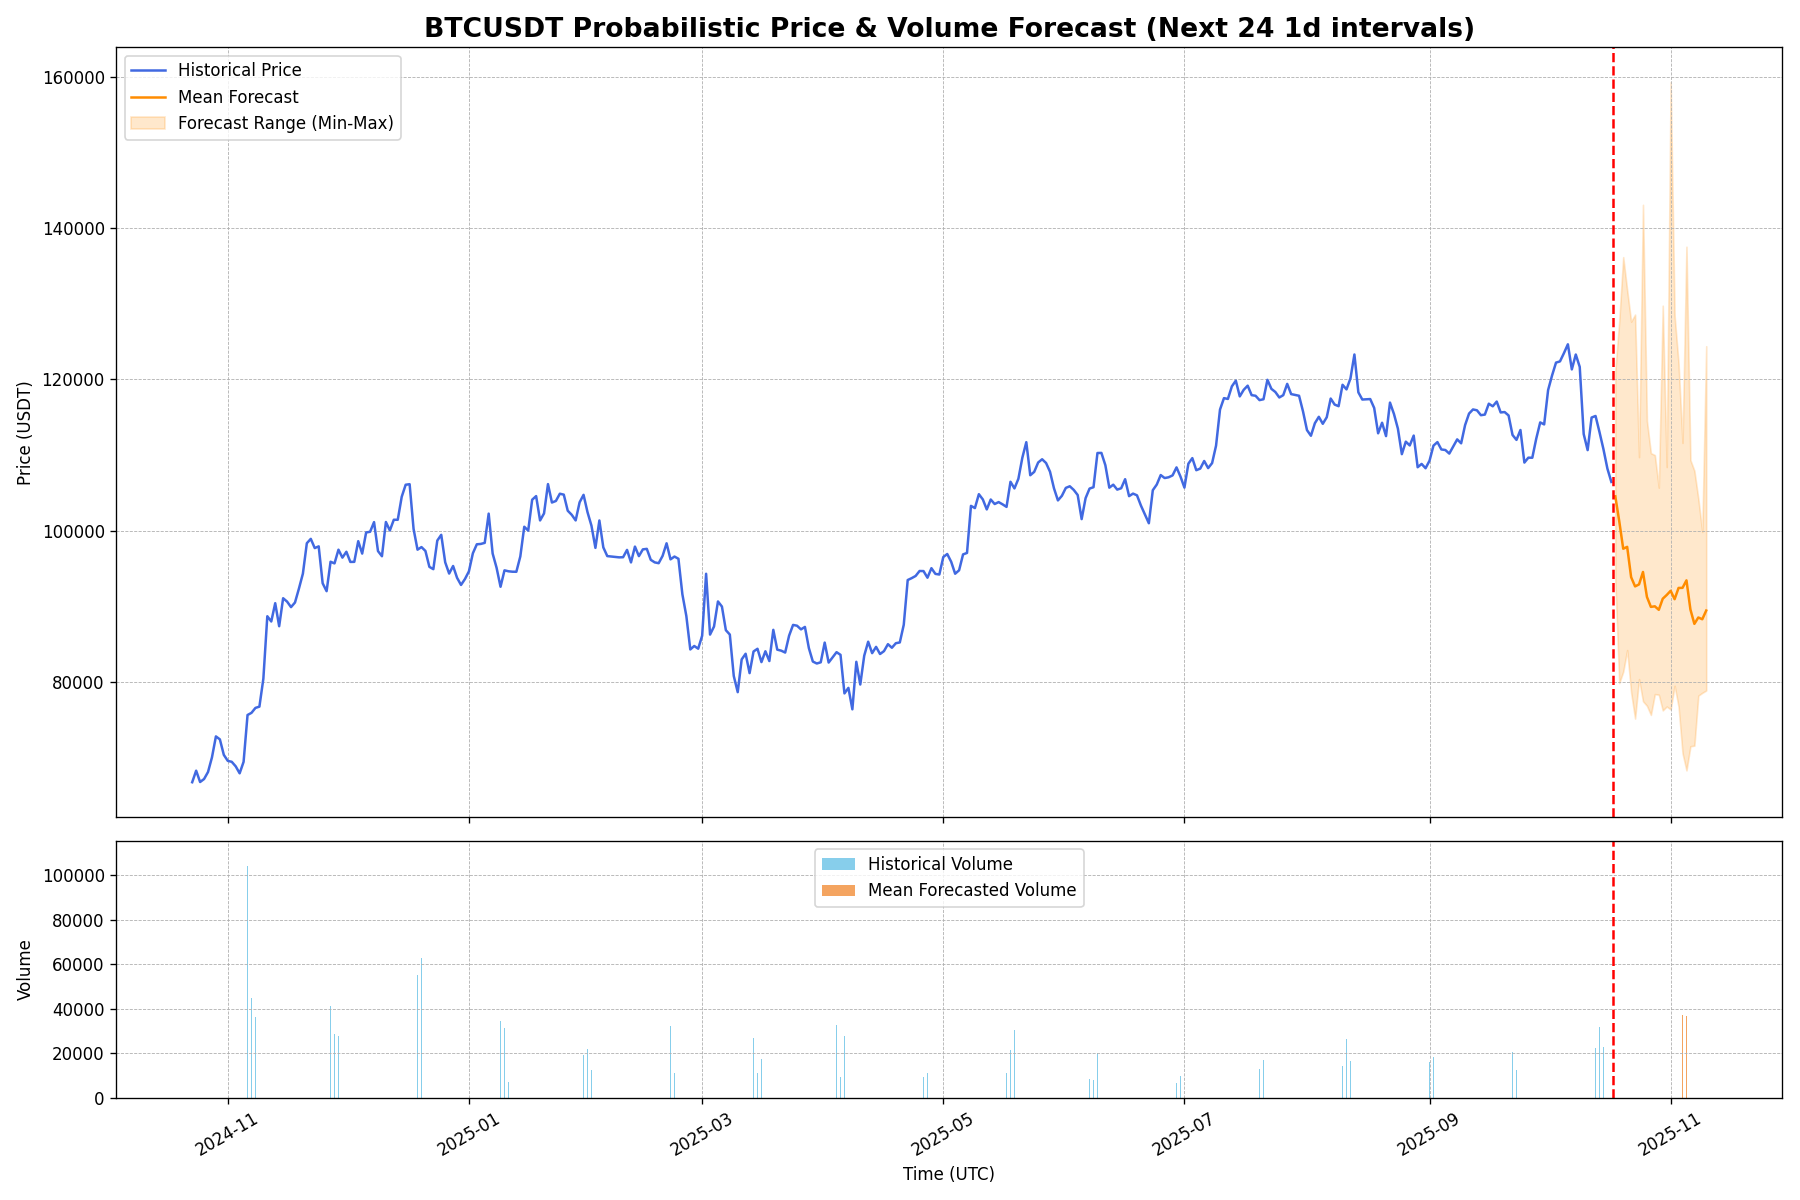 BTCUSDT Probabilistic Price & Volume Forecast (Next 24 1d intervals)
Historical Price
Mean Forecast
Forecast Range (Min-Max)
Price (USDT)
160000
140000
120000
100000
80000
Historical Volume
Mean Forecasted Volume
Volume
100000
80000
60000
40000
20000
0
2024-11
2025-01
2025-03
2025-05
2025-07
2025-09
2025-11
Time (UTC)